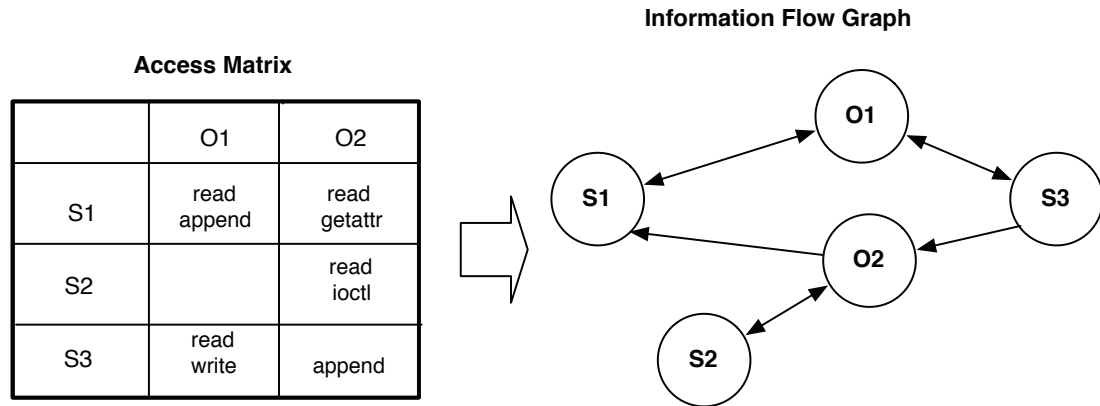 Information Flow Graph
Access Matrix
O1 O2
S1 read read
append getattr
S2 read
ioctl
S3 read
write append
O1
S1
S3
O2
S2